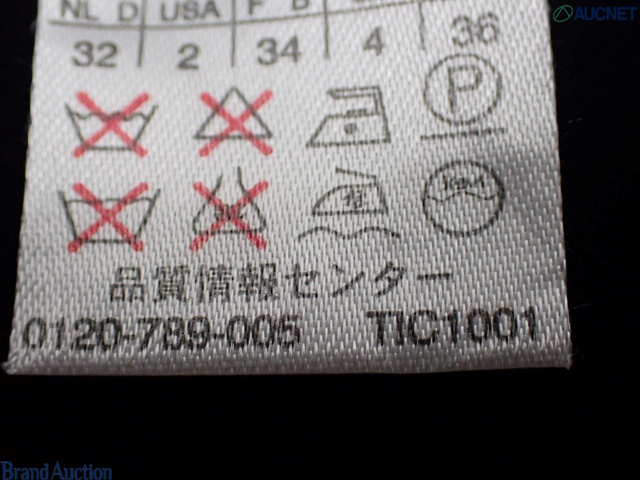 AUCNET
NL D USA F B
32 2 34 4 36
P
品質情報センター
0120-789-005 TIC1001
Brand Auction